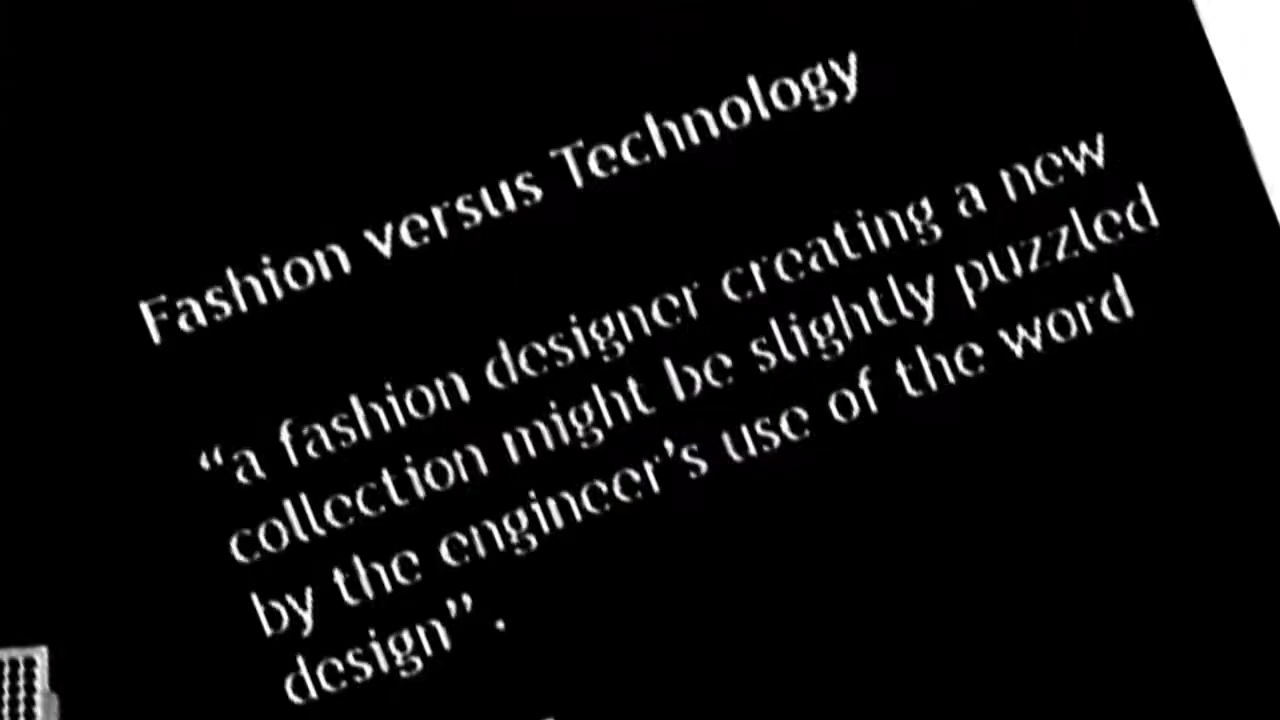 Fashion versus Technology
“a fashion designer creating a new
collection might be slightly puzzled
by the engineer’s use of the word
design” .